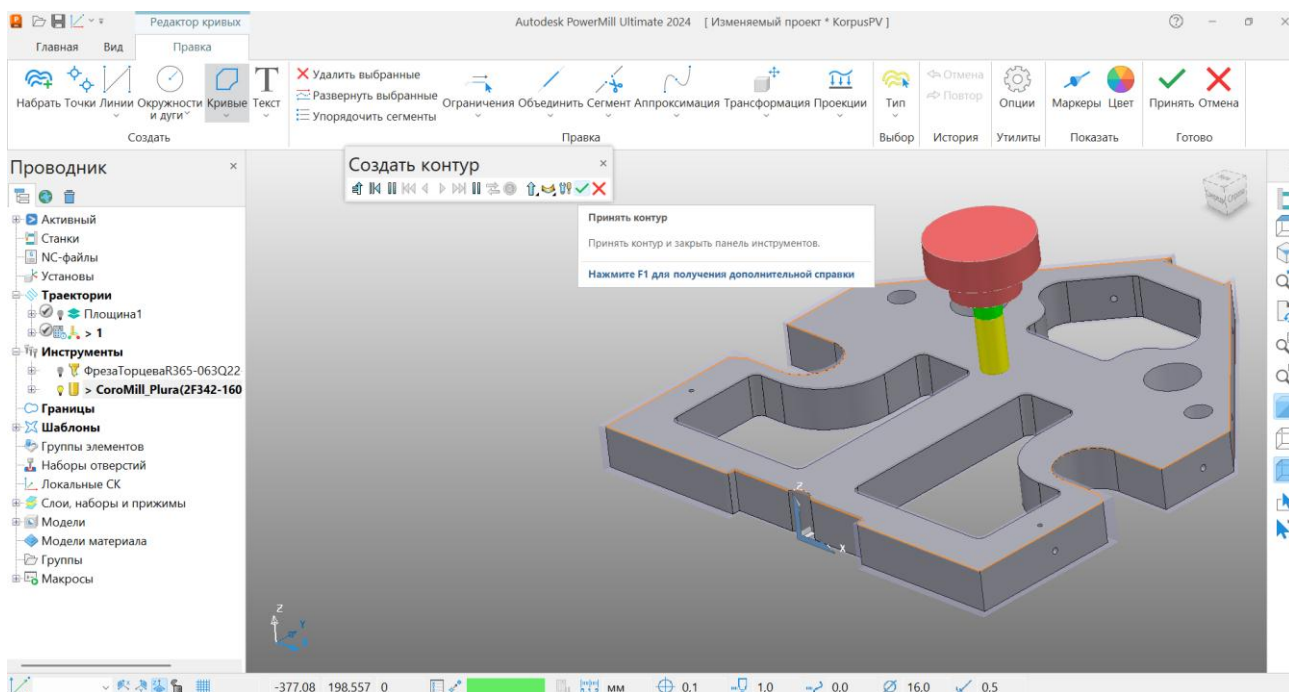 Редактор кривых
Autodesk PowerMill Ultimate 2024 [ Изменяемый проект * KorpusPV ]
Главная Вид Правка
Удалить выбранные
Развернуть выбранные
Упорядочить сегменты
Набрать Точки Линии Окружности и дуги Кривые Текст
Ограничения Объединить Сегмент Аппроксимация Трансформация Проекции
Тип
Отмена
Повтор
Опции Маркеры Цвет Принять Отмена
Создать Правка Выбор История Утилиты Показать Готово
Проводник
Создать контур
Принять контур
Принять контур и закрыть панель инструментов.
Нажмите F1 для получения дополнительной справки
Активный
Станки
NC-файлы
Установы
Траектории
Площина1
> 1
Инструменты
ФрезаТорцеваR365-063Q22
> CoroMill_Plura(2F342-160
Границы
Шаблоны
Группы элементов
Наборы отверстий
Локальные СК
Слои, наборы и прижимы
Модели
Модели материала
Группы
Макросы
Z
X
Z
Y
-377.08 198.557 0 мм 0.1 1.0 0.0 16.0 0.5